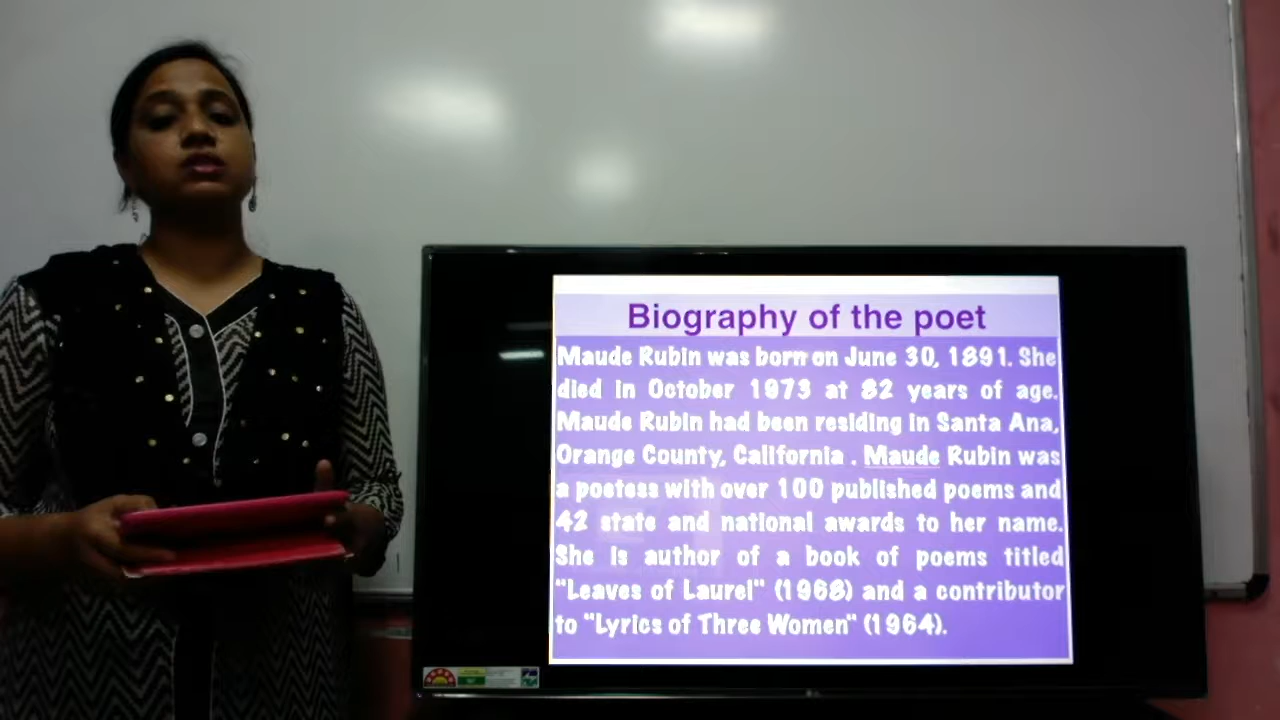 Biography of the poet
Maude Rubin was born on June 30, 1891. She
died in October 1973 at 82 years of age.
Maude Rubin had been residing in Santa Ana,
Orange County, California . Maude Rubin was
a poetess with over 100 published poems and
42 state and national awards to her name.
She is author of a book of poems titled
"Leaves of Laurel" (1968) and a contributor
to "Lyrics of Three Women" (1964).